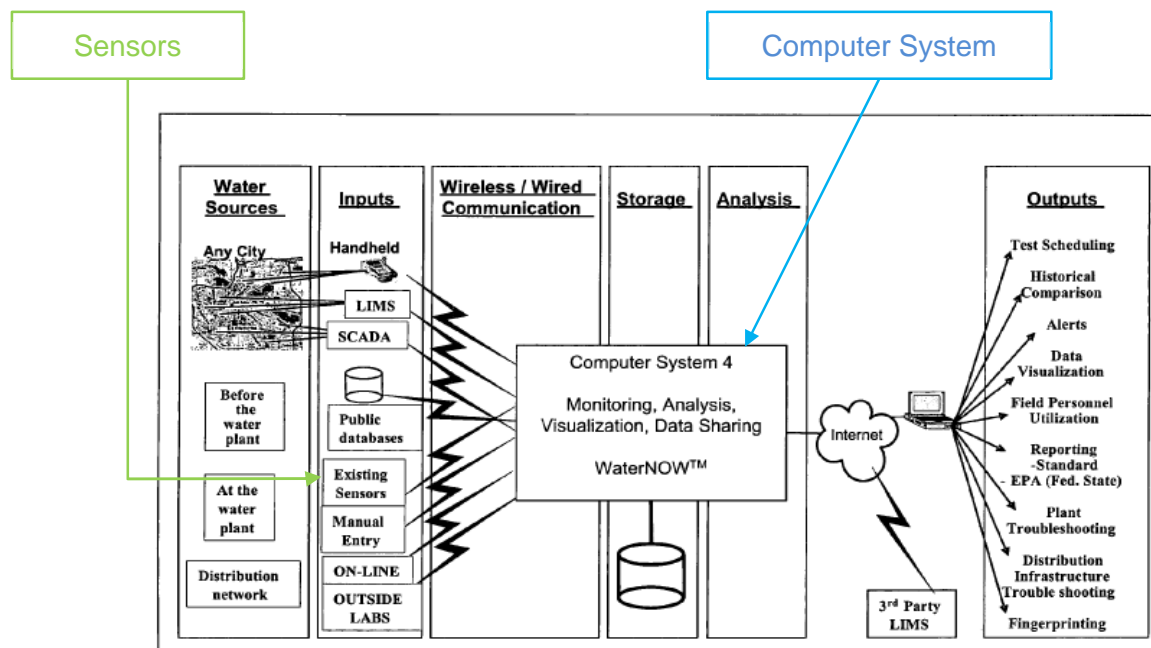 Sensors
Computer System
Water
Sources
Any City
Before
the
water
plant
At the
water
plant
Distribution
network
Inputs
Handheld
LIMS
SCADA
Public
databases
Existing
Sensors
Manual
Entry
ON-LINE
OUTSIDE
LABS
Wireless / Wired
Communication
Storage
Analysis
Computer System 4
Monitoring, Analysis,
Visualization, Data Sharing
WaterNOW™
Internet
3rd Party
LIMS
Outputs
Test Scheduling
Historical
Comparison
Alerts
Data
Visualization
Field Personnel
Utilization
Reporting
-Standard
- EPA (Fed. State)
Plant
Troubleshooting
Distribution
Infrastructure
Trouble shooting
Fingerprinting